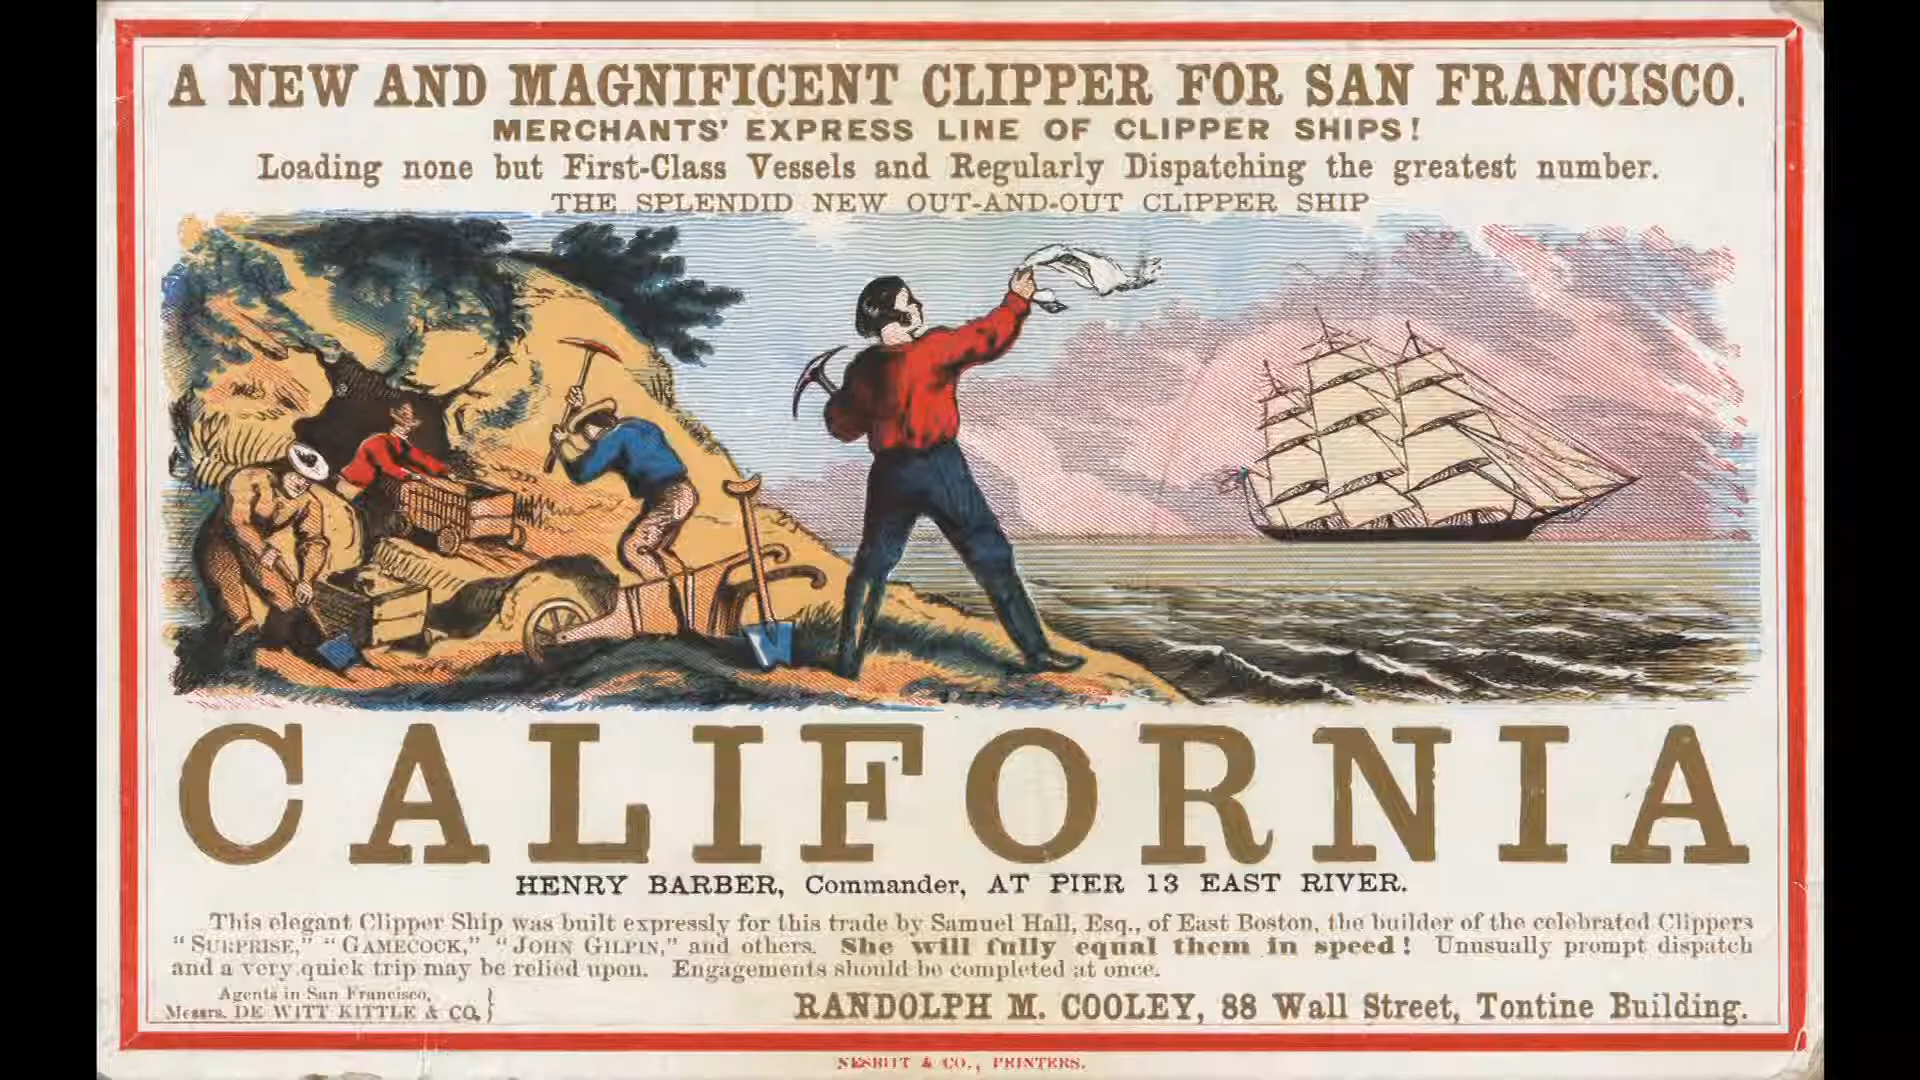 A NEW AND MAGNIFICENT CLIPPER FOR SAN FRANCISCO.
MERCHANTS' EXPRESS LINE OF CLIPPER SHIPS!
Loading none but First-Class Vessels and Regularly Dispatching the greatest number.
THE SPLENDID NEW OUT-AND-OUT CLIPPER SHIP
CALIFORNIA
HENRY BARBER, Commander, AT PIER 13 EAST RIVER.
This elegant Clipper Ship was built expressly for this trade by Samuel Hall, Esq., of East Boston, the builder of the celebrated Clippers
"SURPRISE," "GAMECOCK," "JOHN GILPIN," and others. She will fully equal them in speed! Unusually prompt dispatch
and a very quick trip may be relied upon. Engagements should be completed at once.
Agents in San Francisco,
Messrs. DE WITT KITTLE & CO.}
RANDOLPH M. COOLEY, 88 Wall Street, Tontine Building.
NESBITT & CO., PRINTERS.